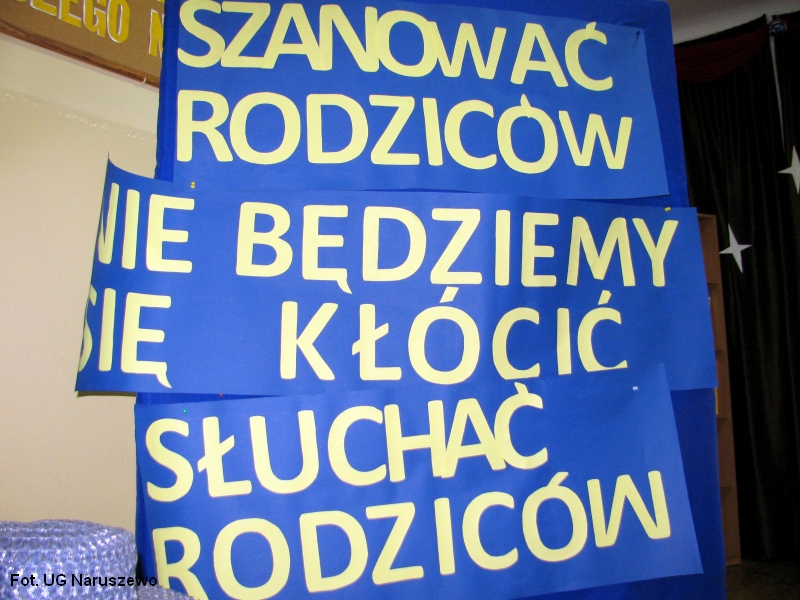 SZANOWAĆ
RODZICÓW
NIE BĘDZIEMY
SIĘ KŁÓCIĆ
SŁUCHAĆ
RODZICÓW
Fot. UG Naruszewo